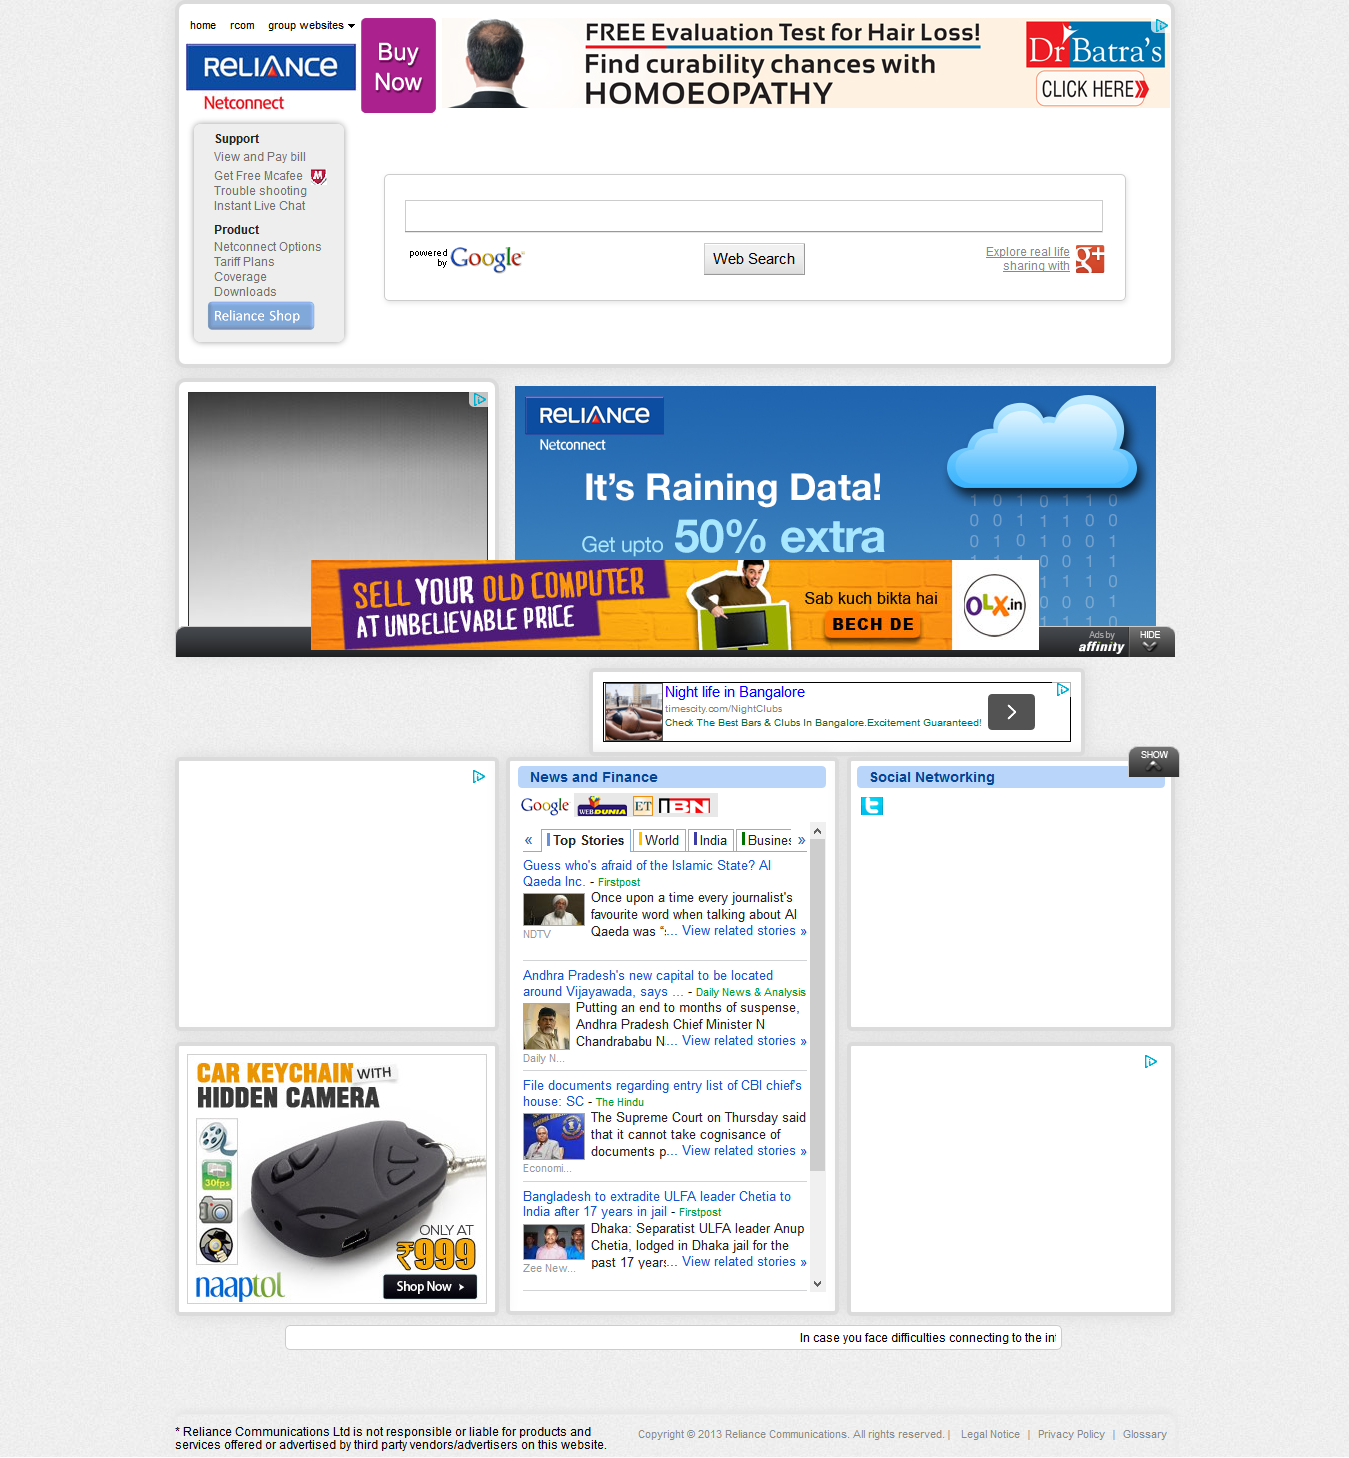 home rcom group websites
RELIANCE
Netconnect
Buy
Now
FREE Evaluation Test for Hair Loss!
Find curability chances with
HOMOEOPATHY
Dr Batra's
CLICK HERE
Support
View and Pay bill
Get Free Mcafee
Trouble shooting
Instant Live Chat
Product
Netconnect Options
Tariff Plans
Coverage
Downloads
Reliance Shop
powered
by Google
Web Search
Explore real life
sharing with
g+
RELIANCE
Netconnect
It's Raining Data!
Get upto 50% extra
1 0 1 0 1 1 0
0 0 1 1 1 0 0
SELL YOUR OLD COMPUTER
AT UNBELIEVABLE PRICE
Sab kuch bikta hai
BECH DE
OLX.in
Ads by
affinity
HIDE
Night life in Bangalore
timescity.com/NightClubs
Check The Best Bars & Clubs In Bangalore.Excitement Guaranteed!
SHOW
News and Finance
Google WEBDUNIA ET IBN
« Top Stories World India Busines »
Guess who's afraid of the Islamic State? Al
Qaeda Inc. - Firstpost
Once upon a time every journalist's
favourite word when talking about Al
Qaeda was “... View related stories »
NDTV
Andhra Pradesh's new capital to be located
around Vijayawada, says ... - Daily News & Analysis
Putting an end to months of suspense,
Andhra Pradesh Chief Minister N
Chandrababu N... View related stories »
Daily N...
File documents regarding entry list of CBI chief's
house: SC - The Hindu
The Supreme Court on Thursday said
that it cannot take cognisance of
documents p... View related stories »
Economi...
Bangladesh to extradite ULFA leader Chetia to
India after 17 years in jail - Firstpost
Dhaka: Separatist ULFA leader Anup
Chetia, lodged in Dhaka jail for the
past 17 years... View related stories »
Zee New...
Social Networking
CAR KEYCHAIN WITH
HIDDEN CAMERA
30fps
ONLY AT
₹999
naaptol
Shop Now
In case you face difficulties connecting to the in
* Reliance Communications Ltd is not responsible or liable for products and
services offered or advertised by third party vendors/advertisers on this website.
Copyright © 2013 Reliance Communications. All rights reserved. | Legal Notice | Privacy Policy | Glossary